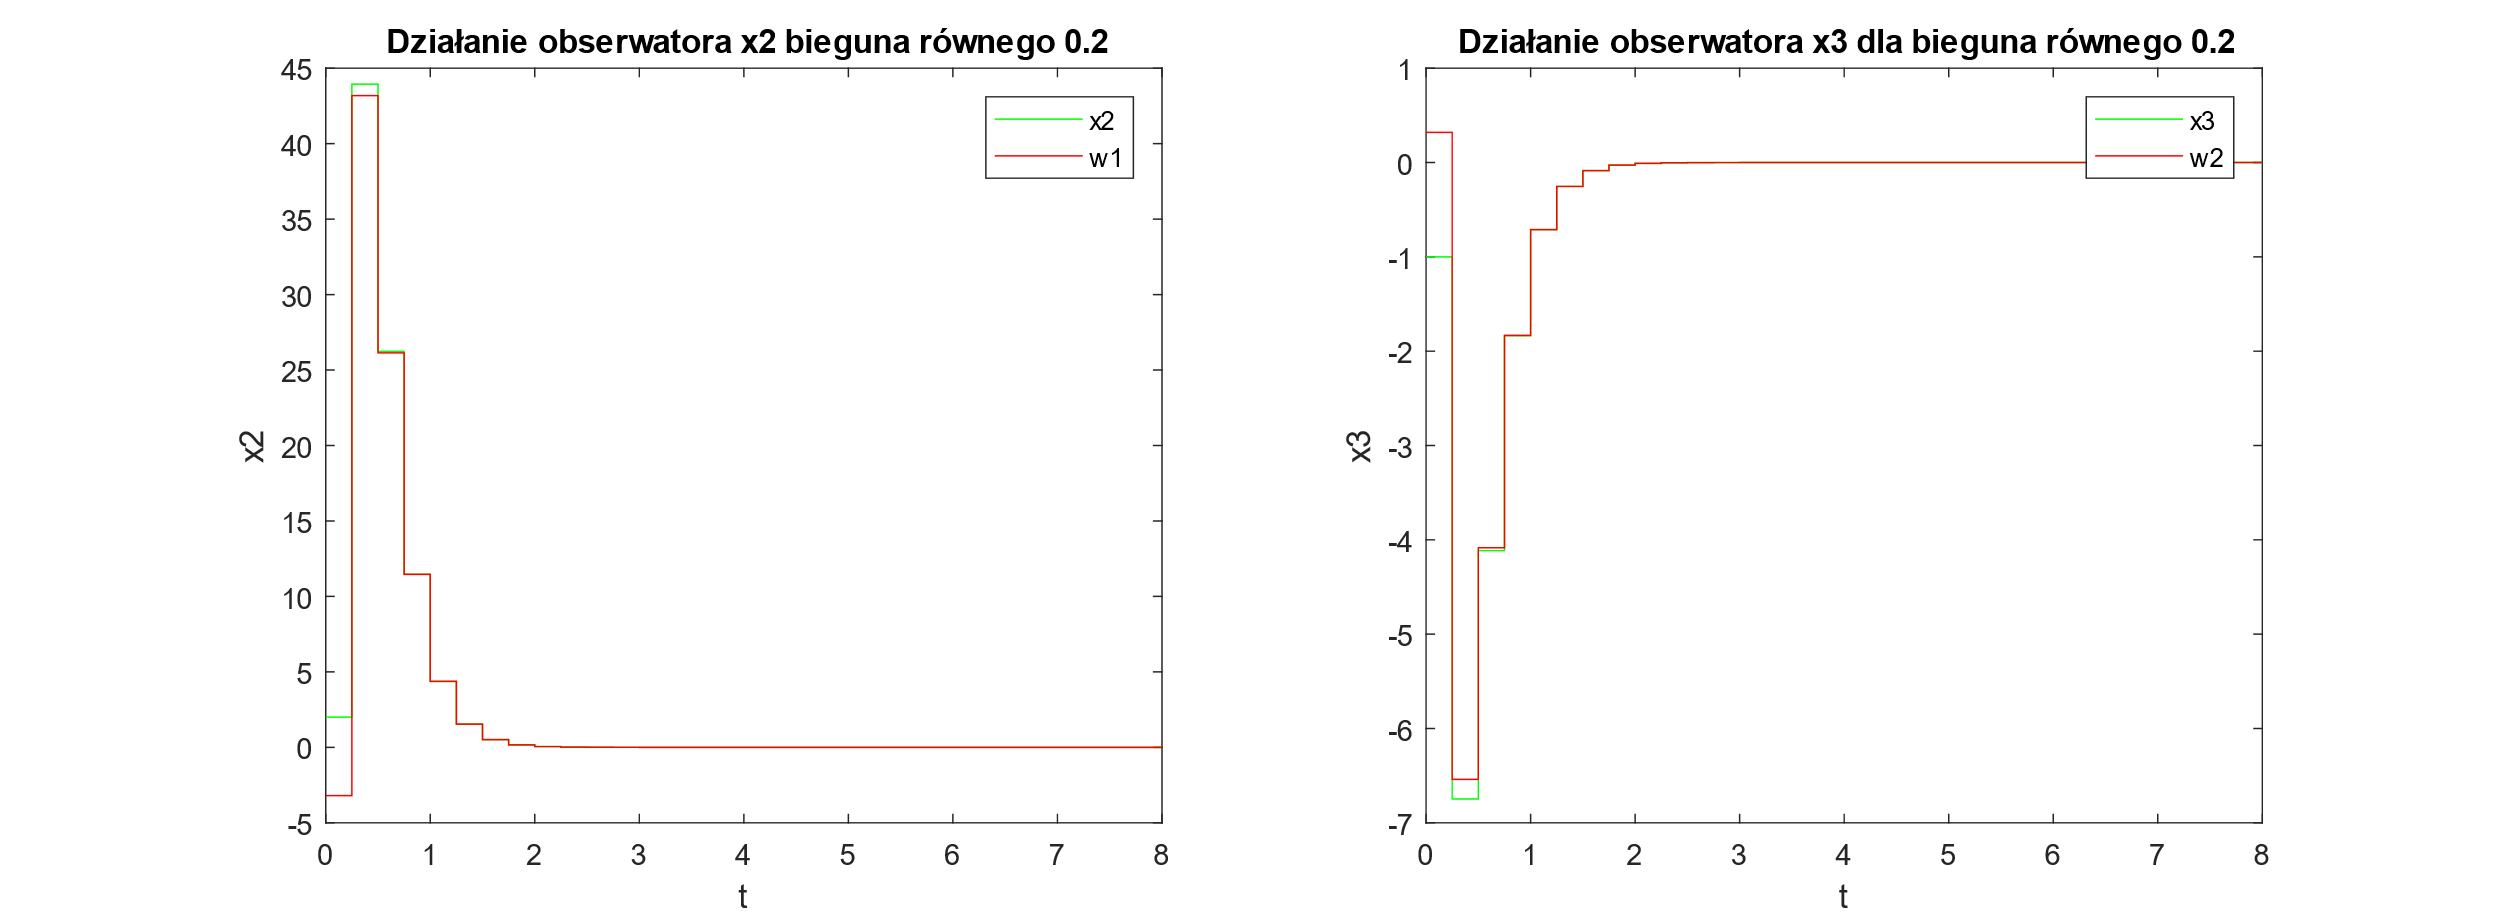 Działanie obserwatora x2 bieguna równego 0.2
45
40
35
30
25
20
15
10
5
0
-5
x2
0 1 2 3 4 5 6 7 8
t
x2
w1
Działanie obserwatora x3 dla bieguna równego 0.2
1
0
-1
-2
-3
-4
-5
-6
-7
x3
0 1 2 3 4 5 6 7 8
t
x3
w2